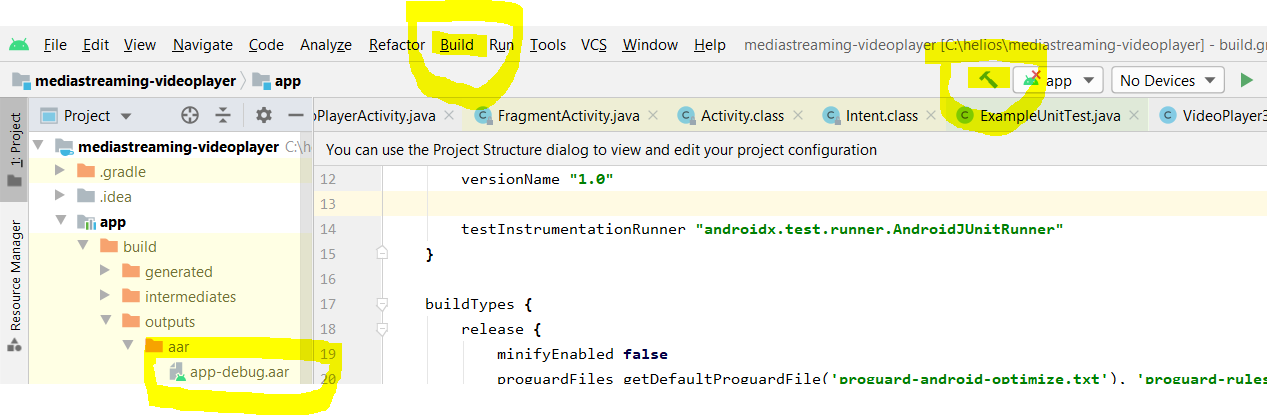 File Edit View Navigate Code Analyze Refactor Build Run Tools VCS Window Help mediastreaming-videoplayer [C:\helios\mediastreaming-videoplayer] - build.gr
mediastreaming-videoplayer app app No Devices
1: Project
Resource Manager
Project
mediastreaming-videoplayer C:\h
.gradle
.idea
app
build
generated
intermediates
outputs
aar
app-debug.aar
oPlayerActivity.java FragmentActivity.java Activity.class Intent.class ExampleUnitTest.java VideoPlayer3
You can use the Project Structure dialog to view and edit your project configuration
12 versionName "1.0"
13
14 testInstrumentationRunner "androidx.test.runner.AndroidJUnitRunner"
15 }
16
17 buildTypes {
18 release {
19 minifyEnabled false
20 proguardFiles getDefaultProguardFile('proguard-android-optimize.txt'), 'proguard-rules